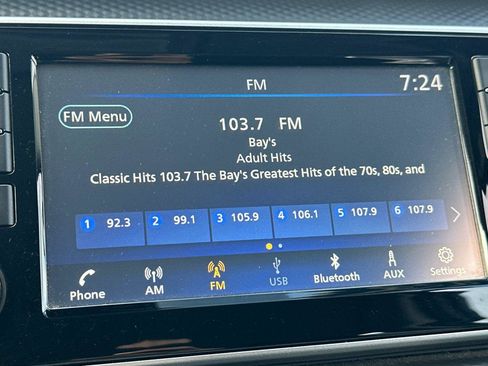 FM 7:24
FM Menu
103.7 FM
Bay's
Adult Hits
Classic Hits 103.7 The Bay's Greatest Hits of the 70s, 80s, and
1 92.3 2 99.1 3 105.9 4 106.1 5 107.9 6 107.9
Phone AM FM USB Bluetooth AUX Settings